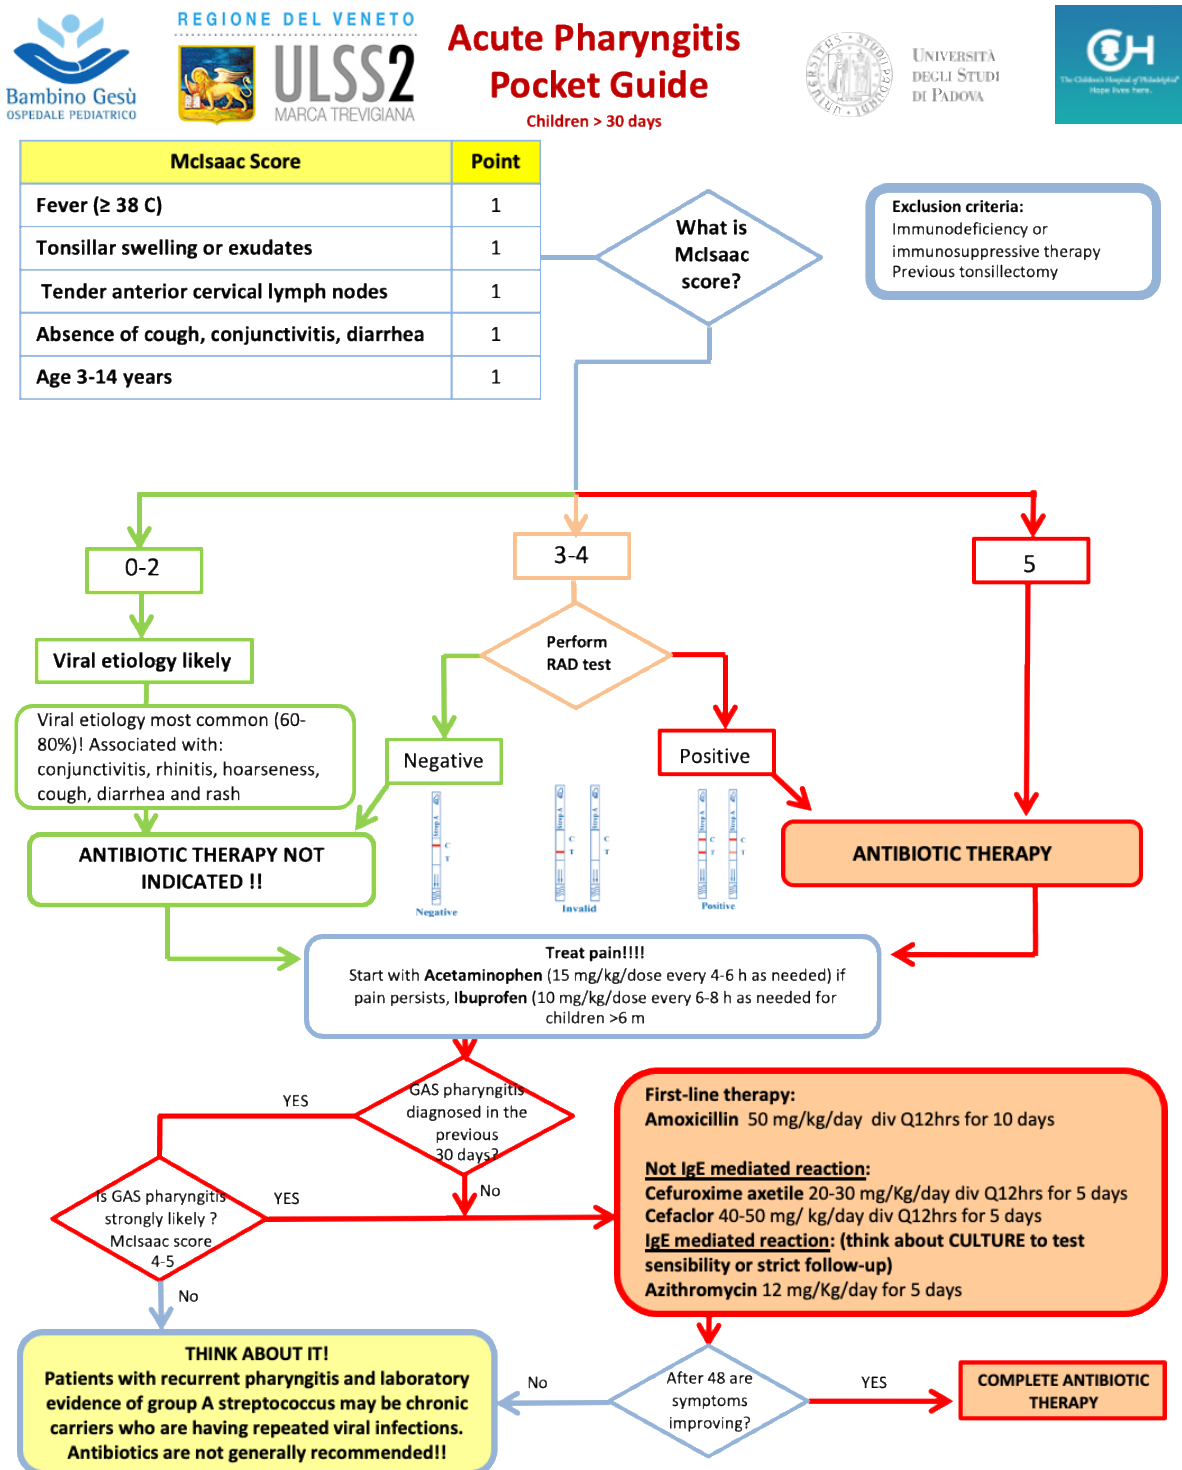 REGIONE DEL VENETO
Bambino Gesù
OSPEDALE PEDIATRICO
ULSS2
MARCA TREVIGIANA
Acute Pharyngitis
Pocket Guide
Children > 30 days
UNIVERSITÀ
DEGLI STUDI
DI PADOVA
CH
The Children's Hospital of Philadelphia®
Hope lives here.
McIsaac Score Point
Fever (≥ 38 C) 1
Tonsillar swelling or exudates 1
Tender anterior cervical lymph nodes 1
Absence of cough, conjunctivitis, diarrhea 1
Age 3-14 years 1
What is
McIsaac
score?
Exclusion criteria:
Immunodeficiency or
immunosuppressive therapy
Previous tonsillectomy
0-2
3-4
5
Viral etiology likely
Perform
RAD test
Viral etiology most common (60-
80%)! Associated with:
conjunctivitis, rhinitis, hoarseness,
cough, diarrhea and rash
Negative
Positive
ANTIBIOTIC THERAPY NOT
INDICATED !!
Strep A
C
T
Negative
Strep A
C
T
Invalid
Strep A
C
T
Positive
ANTIBIOTIC THERAPY
Treat pain!!!!
Start with Acetaminophen (15 mg/kg/dose every 4-6 h as needed) if
pain persists, Ibuprofen (10 mg/kg/dose every 6-8 h as needed for
children >6 m
GAS pharyngitis
diagnosed in the
previous
30 days?
YES
No
Is GAS pharyngitis
strongly likely ?
McIsaac score
4-5
YES
No
First-line therapy:
Amoxicillin 50 mg/kg/day div Q12hrs for 10 days
Not IgE mediated reaction:
Cefuroxime axetile 20-30 mg/Kg/day div Q12hrs for 5 days
Cefaclor 40-50 mg/ kg/day div Q12hrs for 5 days
IgE mediated reaction: (think about CULTURE to test
sensibility or strict follow-up)
Azithromycin 12 mg/Kg/day for 5 days
THINK ABOUT IT!
Patients with recurrent pharyngitis and laboratory
evidence of group A streptococcus may be chronic
carriers who are having repeated viral infections.
Antibiotics are not generally recommended!!
No
After 48 are
symptoms
improving?
YES
COMPLETE ANTIBIOTIC
THERAPY